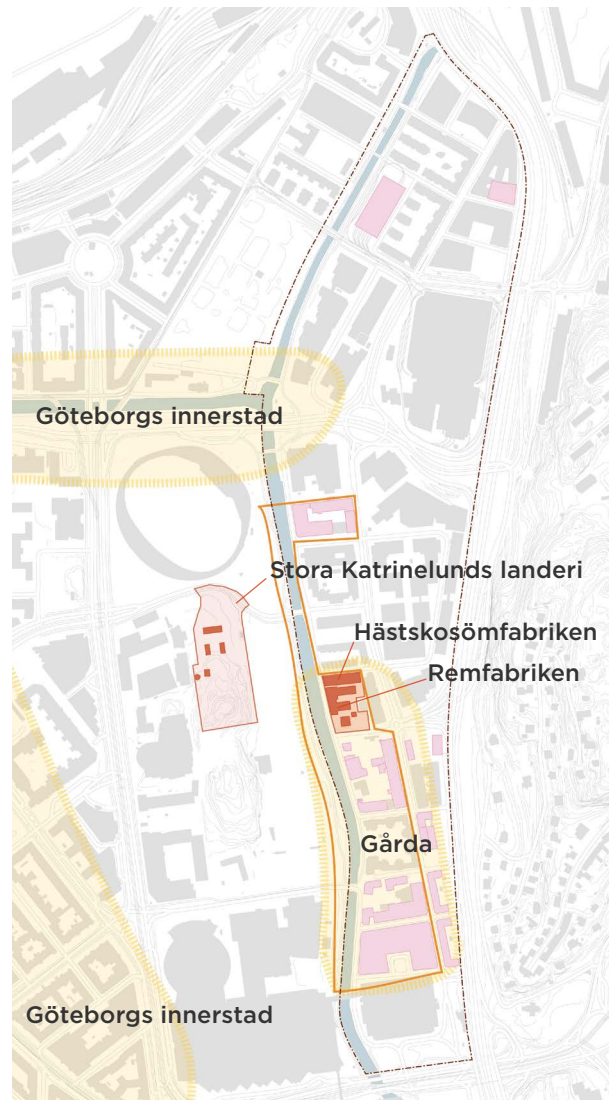 Göteborgs innerstad
Stora Katrinelunds landeri
Hästskosömfabriken
Remfabriken
Gårda
Göteborgs innerstad